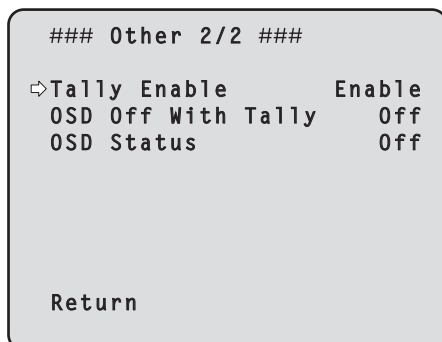 ### Other 2/2 ###
⇨Tally Enable Enable
OSD Off With Tally Off
OSD Status Off
Return